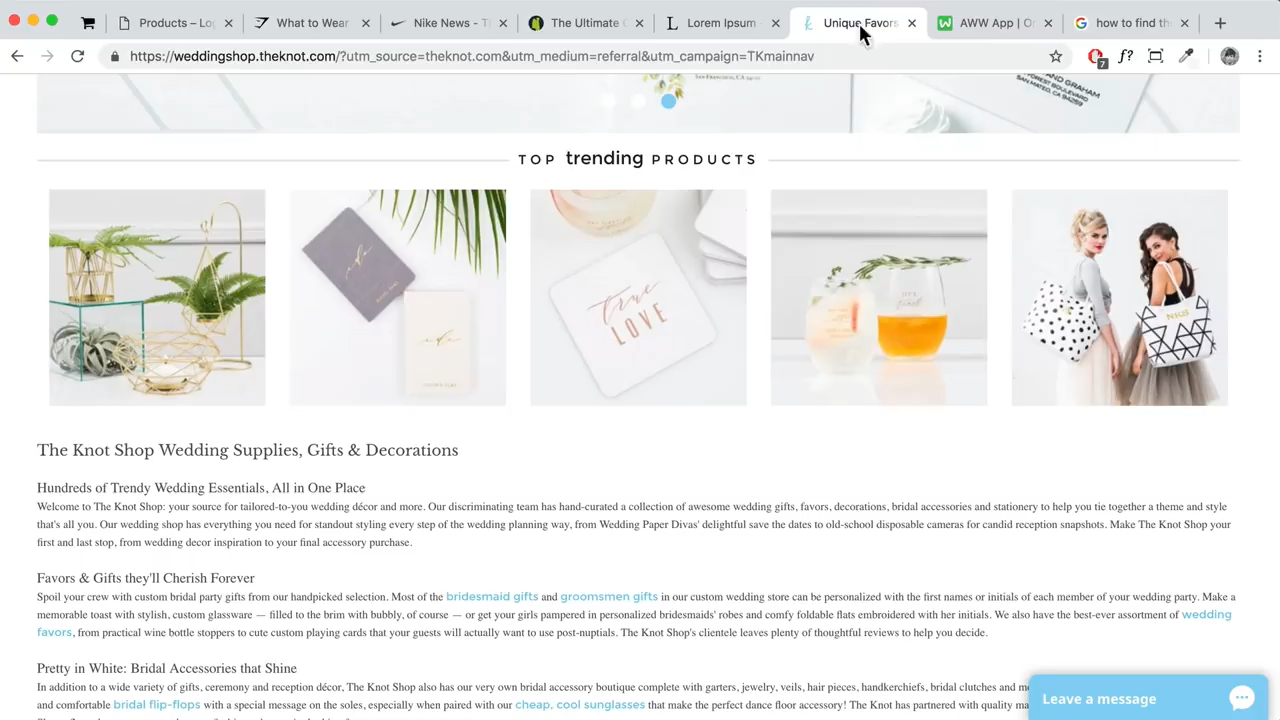 Products – Lo
What to Wear
Nike News - T
The Ultimate
Lorem Ipsum
Unique Favors
AWW App | O
how to find th
https://weddingshop.theknot.com/?utm_source=theknot.com&utm_medium=referral&utm_campaign=TKmainnav
7
f?
SAN FRANCISCO, CA
FOREST BOULEVARD
SAN MATEO, CA 94259
TOP trending PRODUCTS
true
LOVE
NKB
The Knot Shop Wedding Supplies, Gifts & Decorations
Hundreds of Trendy Wedding Essentials, All in One Place
Welcome to The Knot Shop: your source for tailored-to-you wedding décor and more. Our discriminating team has hand-curated a collection of awesome wedding gifts, favors, decorations, bridal accessories and stationery to help you tie together a theme and style
that's all you. Our wedding shop has everything you need for standout styling every step of the wedding planning way, from Wedding Paper Divas' delightful save the dates to old-school disposable cameras for candid reception snapshots. Make The Knot Shop your
first and last stop, from wedding decor inspiration to your final accessory purchase.
Favors & Gifts they'll Cherish Forever
Spoil your crew with custom bridal party gifts from our handpicked selection. Most of the bridesmaid gifts and groomsmen gifts in our custom wedding store can be personalized with the first names or initials of each member of your wedding party. Make a
memorable toast with stylish, custom glassware — filled to the brim with bubbly, of course — or get your girls pampered in personalized bridesmaids' robes and comfy foldable flats embroidered with her initials. We also have the best-ever assortment of wedding
favors, from practical wine bottle stoppers to cute custom playing cards that your guests will actually want to use post-nuptials. The Knot Shop's clientele leaves plenty of thoughtful reviews to help you decide.
Pretty in White: Bridal Accessories that Shine
In addition to a wide variety of gifts, ceremony and reception décor, The Knot Shop also has our very own bridal accessory boutique complete with garters, jewelry, veils, hair pieces, handkerchiefs, bridal clutches and m
and comfortable bridal flip-flops with a special message on the soles, especially when paired with our cheap, cool sunglasses that make the perfect dance floor accessory! The Knot has partnered with quality ma
Leave a message